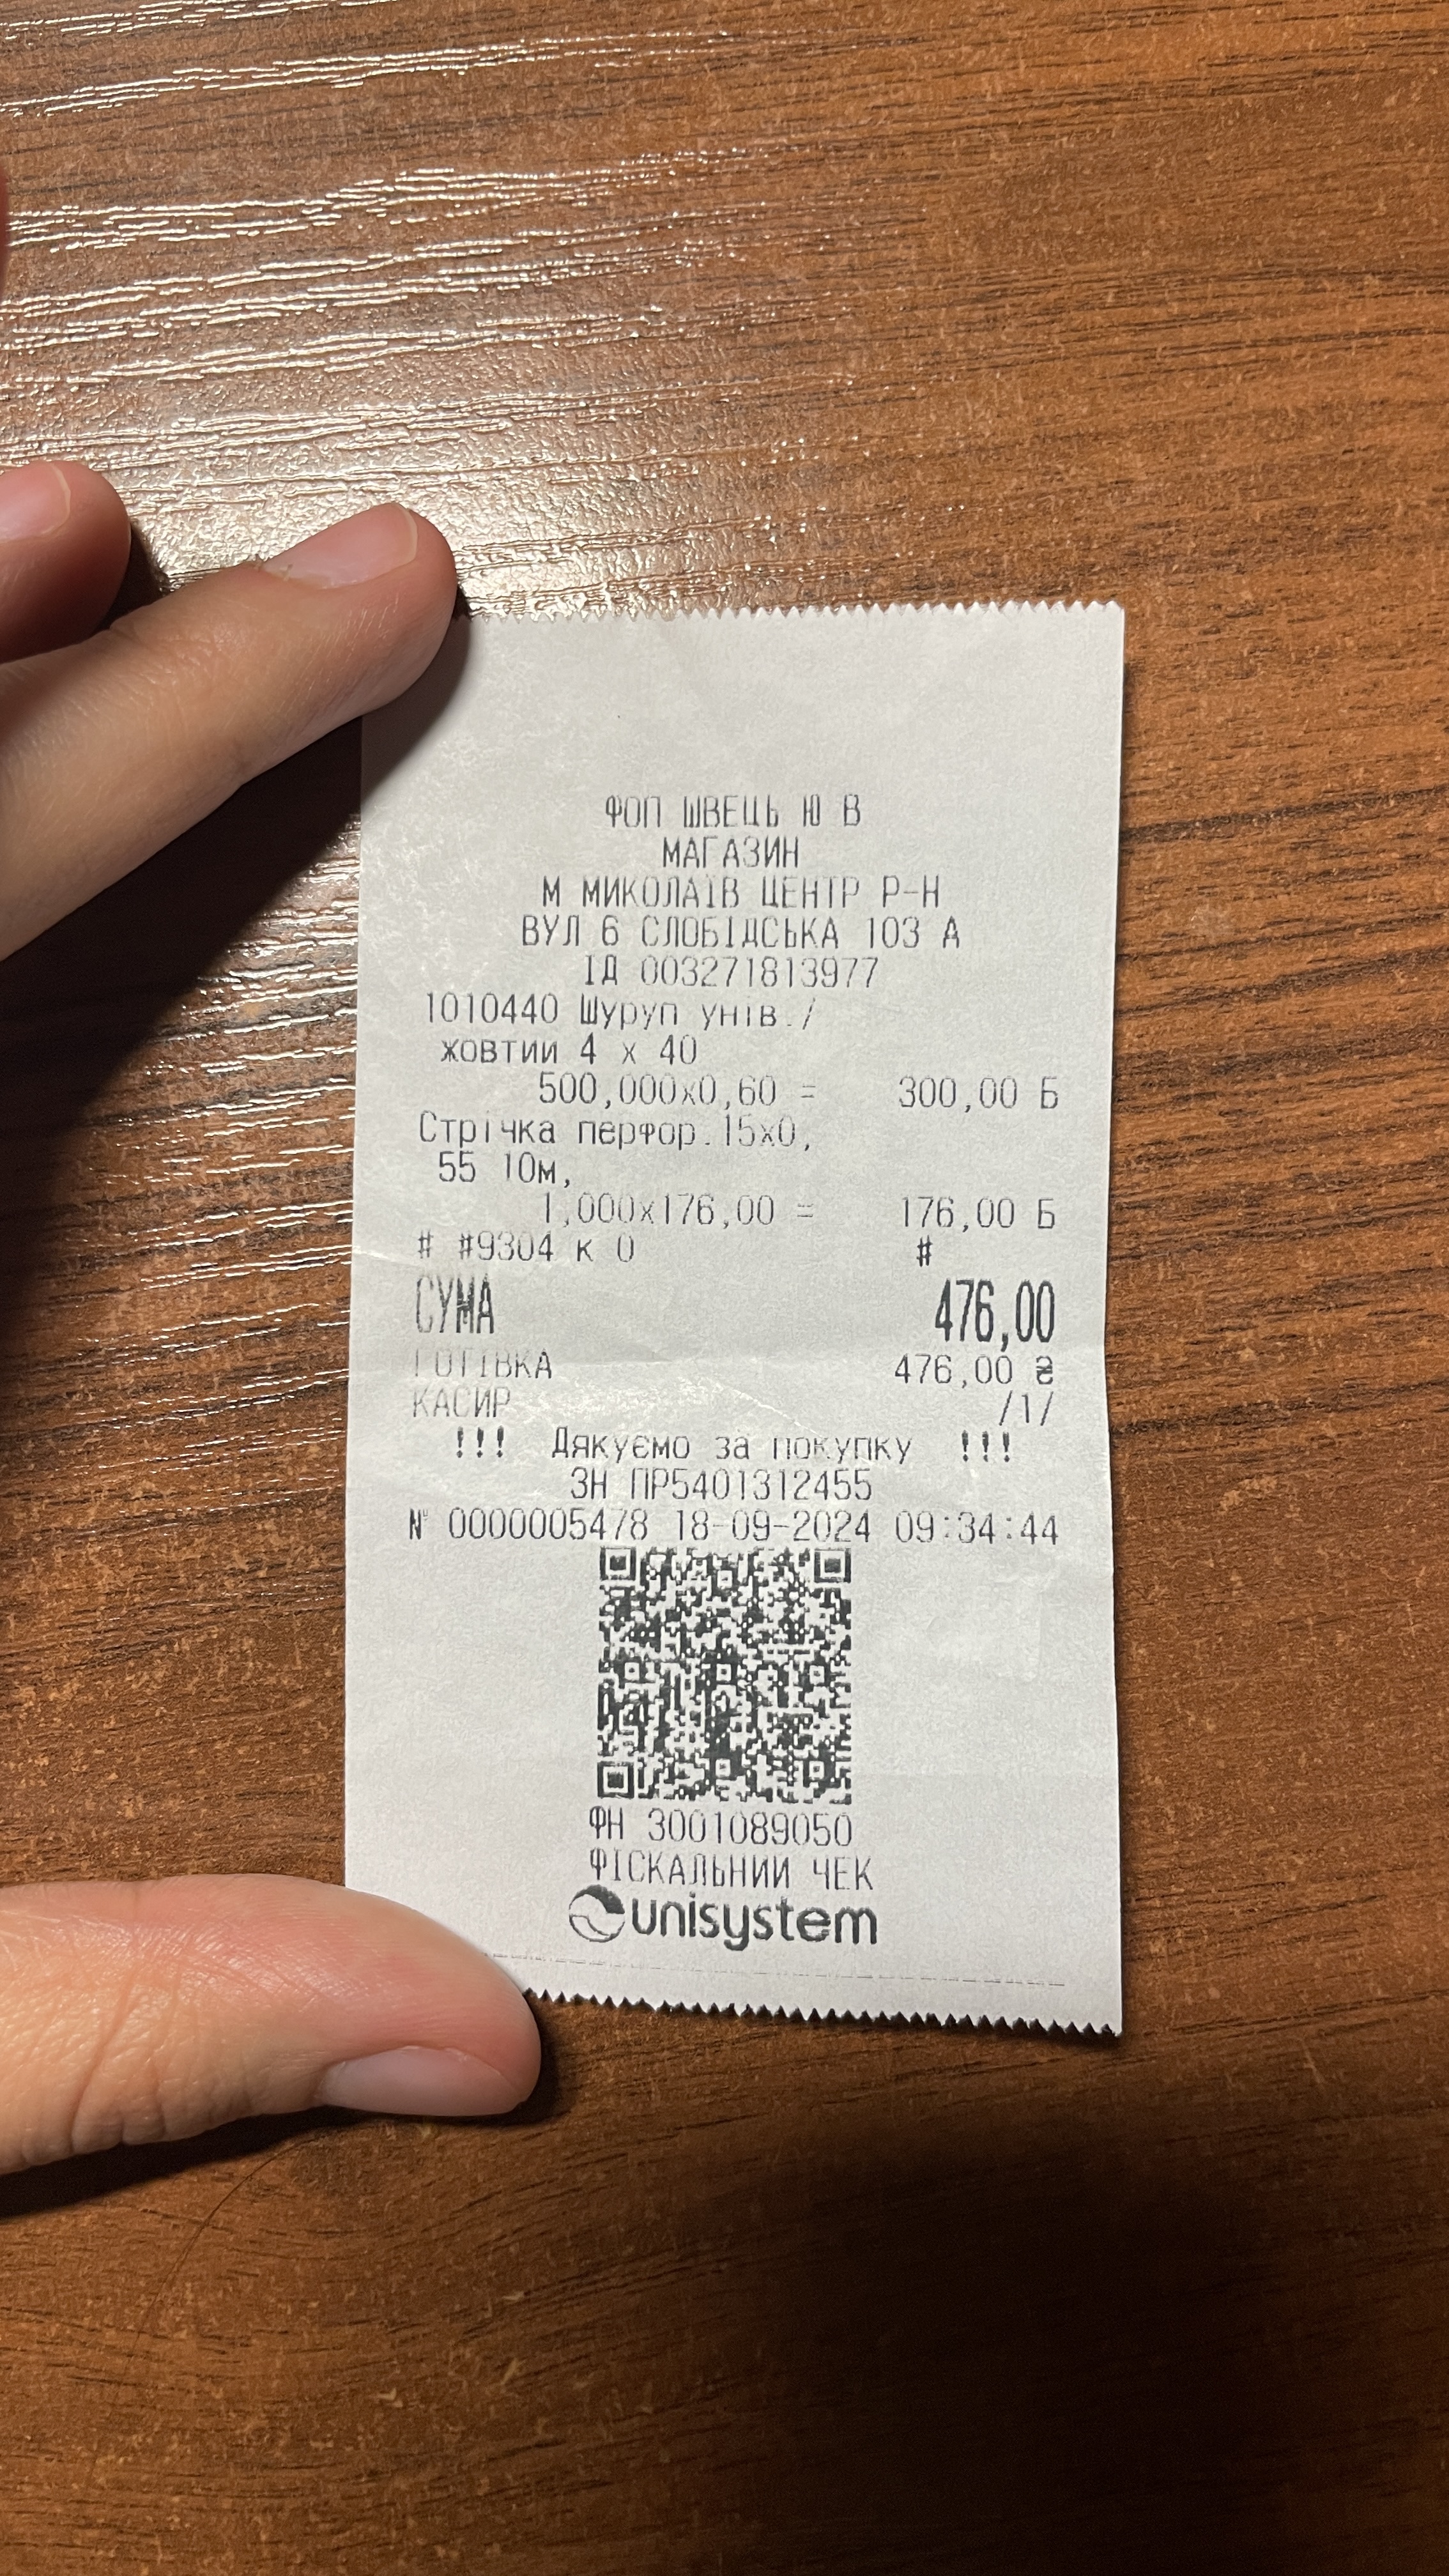 ФОП ШВЕЦЬ Ю В
МАГАЗИН
М МИКОЛАЇВ ЦЕНТР Р-Н
ВУЛ 6 СЛОБІДСЬКА 103 А
ІД 003271813977
1010440 Шуруп унів./
жовтий 4 х 40
500,000х0,60 = 300,00 Б
Стрічка перфор.15х0,
55 10м,
1,000х176,00 = 176,00 Б
# #9304 к 0 #
СУМА 476,00
ГОТІВКА 476,00 ₴
КАСИР /1/
!!! Дякуємо за покупку !!!
ЗН ПР5401312455
№ 0000005478 18-09-2024 09:34:44
ФН 3001089050
ФІСКАЛЬНИЙ ЧЕК
unisystem